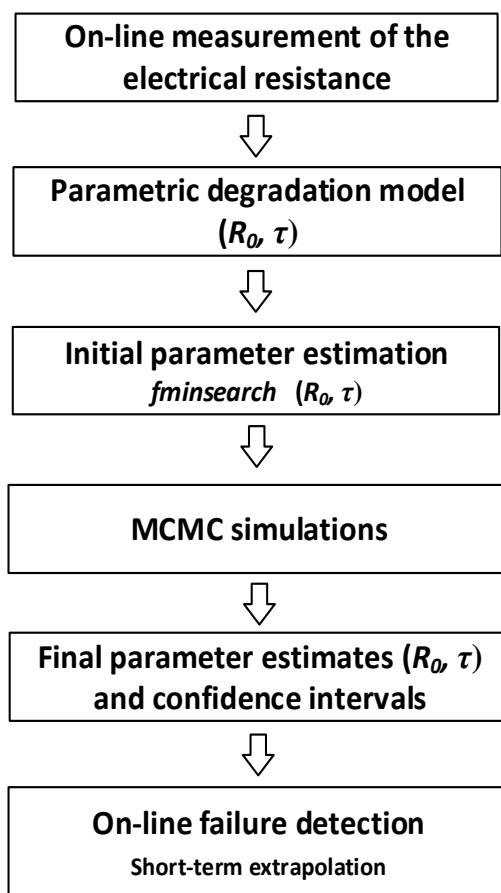 On-line measurement of the
electrical resistance
Parametric degradation model
(R₀, τ)
Initial parameter estimation
fminsearch (R₀, τ)
MCMC simulations
Final parameter estimates (R₀, τ)
and confidence intervals
On-line failure detection
Short-term extrapolation